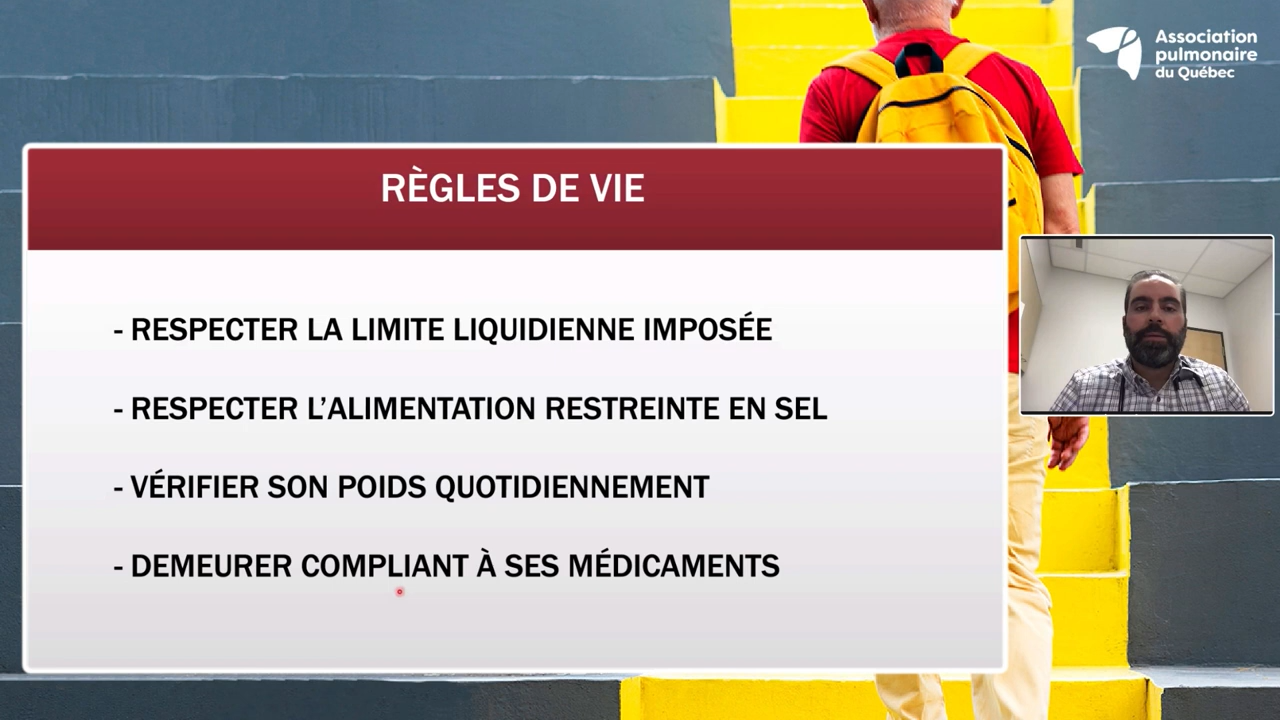 Association
pulmonaire
du Québec
RÈGLES DE VIE
- RESPECTER LA LIMITE LIQUIDIENNE IMPOSÉE
- RESPECTER L'ALIMENTATION RESTREINTE EN SEL
- VÉRIFIER SON POIDS QUOTIDIENNEMENT
- DEMEURER COMPLIANT À SES MÉDICAMENTS